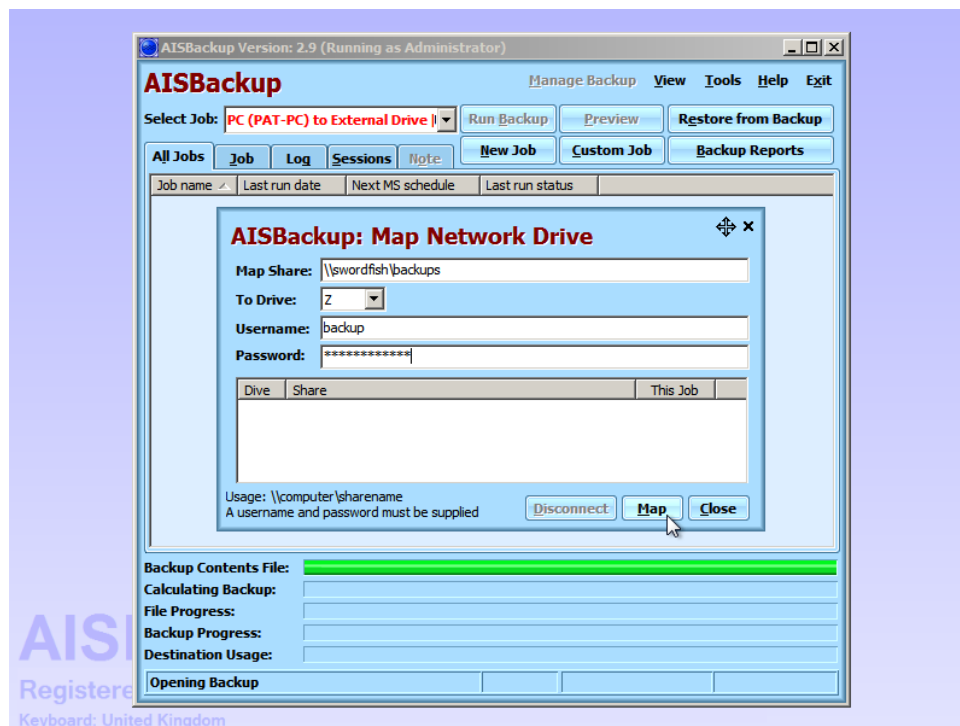 AISBackup Version: 2.9 (Running as Administrator)
AISBackup
Manage Backup View Tools Help Exit
Select Job: PC (PAT-PC) to External Drive | Run Backup Preview Restore from Backup
All Jobs Job Log Sessions Note New Job Custom Job Backup Reports
Job name Last run date Next MS schedule Last run status
AISBackup: Map Network Drive
Map Share: \\swordfish\backups
To Drive: Z
Username: backup
Password: ************
Dive Share This Job
Usage: \\computer\sharename
A username and password must be supplied
Disconnect Map Close
Backup Contents File:
Calculating Backup:
File Progress:
Backup Progress:
Destination Usage:
Opening Backup
AIS
Registere
Keyboard: United Kingdom